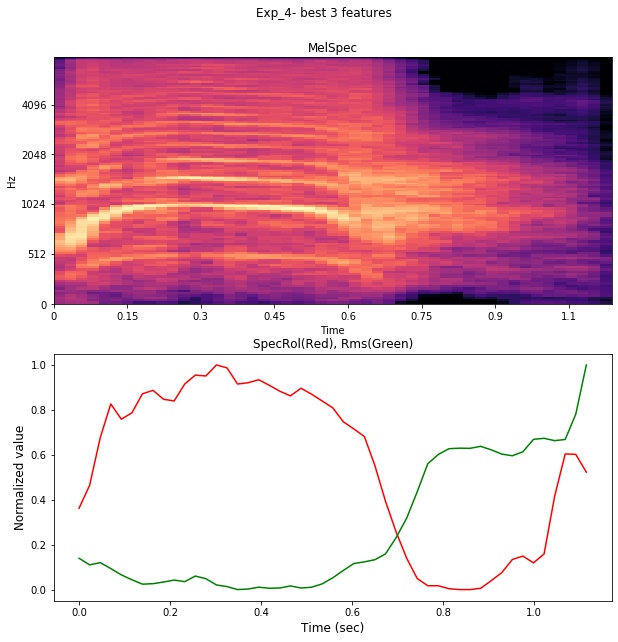 Exp_4- best 3 features
MelSpec
4096
2048
1024
512
0
Hz
0 0.15 0.3 0.45 0.6 0.75 0.9 1.1
Time
SpecRol(Red), Rms(Green)
1.0
0.8
0.6
0.4
0.2
0.0
Normalized value
0.0 0.2 0.4 0.6 0.8 1.0
Time (sec)